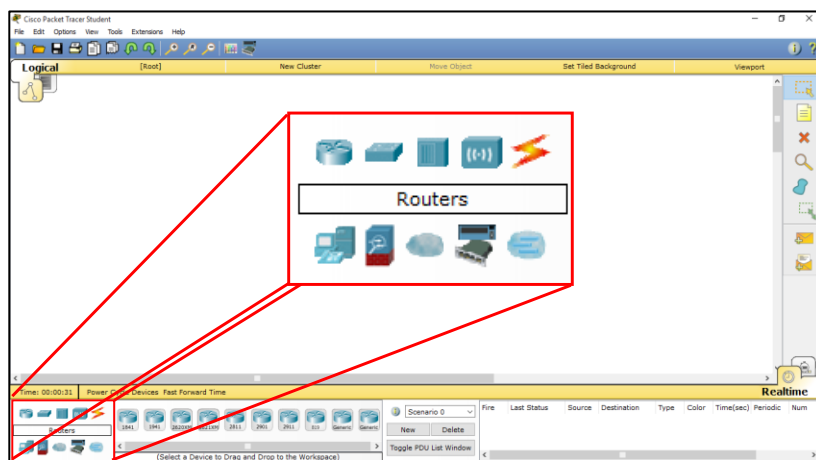 Cisco Packet Tracer Student
File Edit Options View Tools Extensions Help
Logical [Root] New Cluster Move Object Set Tiled Background Viewport
Routers
Time: 00:00:31 Power Devices Fast Forward Time Realtime
Routers
1841 1941 2620XM 2621XM 2811 2901 2911 Generic Generic
(Select a Device to Drag and Drop to the Workspace)
Scenario 0
New Delete
Toggle PDU List Window
Fire Last Status Source Destination Type Color Time(sec) Periodic Num